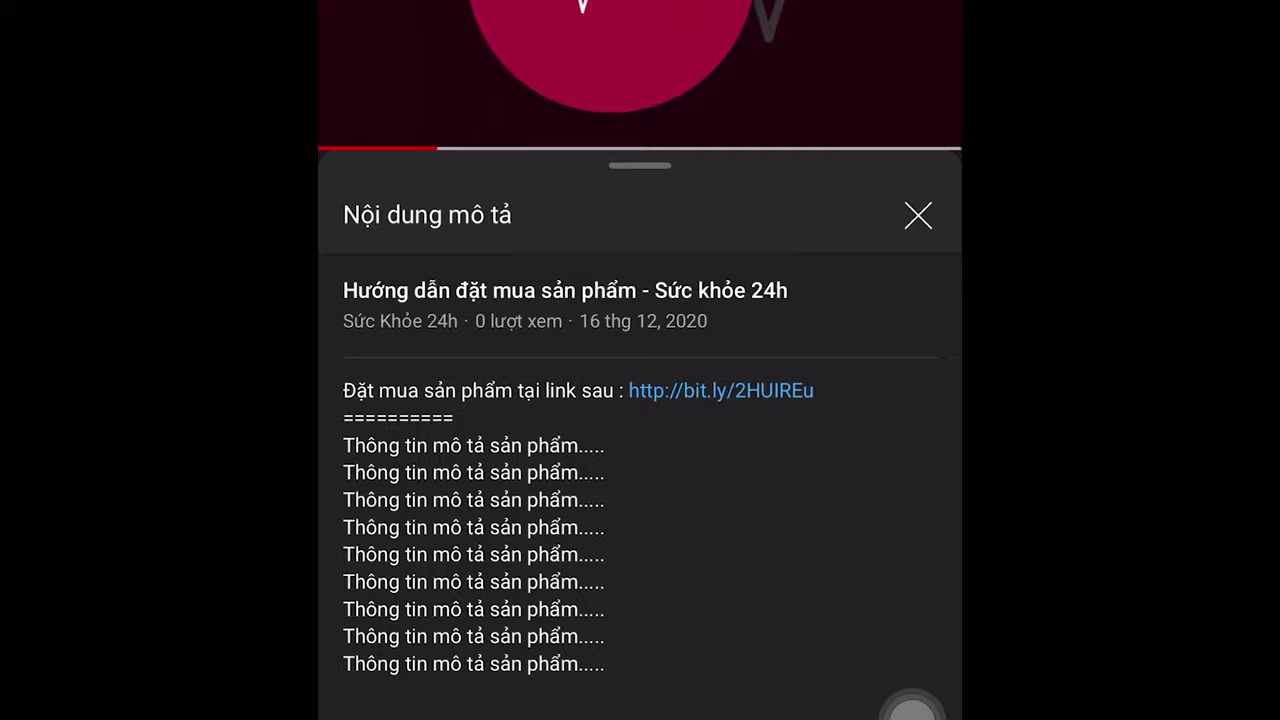 Nội dung mô tả
Hướng dẫn đặt mua sản phẩm - Sức khỏe 24h
Sức Khỏe 24h · 0 lượt xem · 16 thg 12, 2020
Đặt mua sản phẩm tại link sau : http://bit.ly/2HUIREu
==========
Thông tin mô tả sản phẩm.....
Thông tin mô tả sản phẩm.....
Thông tin mô tả sản phẩm.....
Thông tin mô tả sản phẩm.....
Thông tin mô tả sản phẩm.....
Thông tin mô tả sản phẩm.....
Thông tin mô tả sản phẩm.....
Thông tin mô tả sản phẩm.....
Thông tin mô tả sản phẩm.....